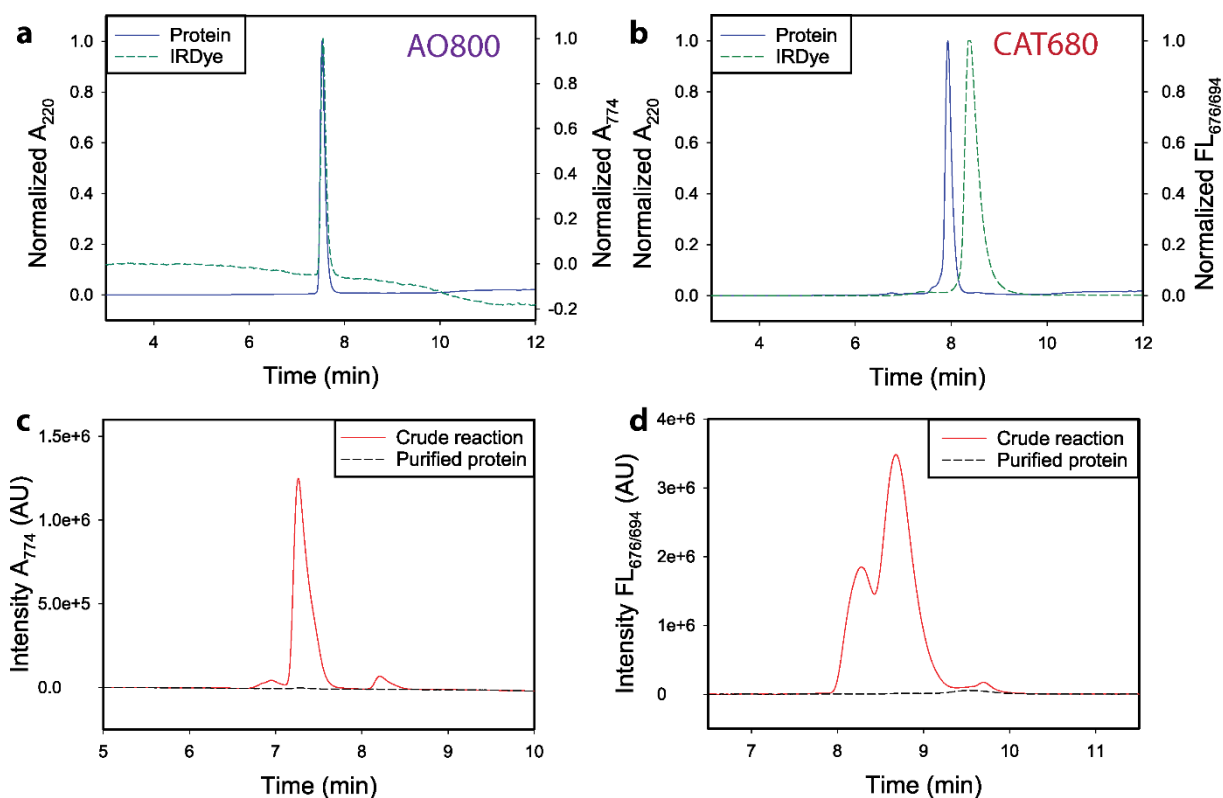 a
Protein
IRDye
AO800
Normalized A220
1.0
0.8
0.6
0.4
0.2
0.0
Normalized A774
1.0
0.8
0.6
0.4
0.2
0.0
-0.2
4 6 8 10 12
Time (min)
b
Protein
IRDye
CAT680
Normalized A220
1.0
0.8
0.6
0.4
0.2
0.0
Normalized FL676/694
1.0
0.8
0.6
0.4
0.2
0.0
4 6 8 10 12
Time (min)
c
Crude reaction
Purified protein
Intensity A774 (AU)
1.5e+6
1.0e+6
5.0e+5
0.0
5 6 7 8 9 10
Time (min)
d
Crude reaction
Purified protein
Intensity FL676/694 (AU)
4e+6
3e+6
2e+6
1e+6
0
7 8 9 10 11
Time (min)